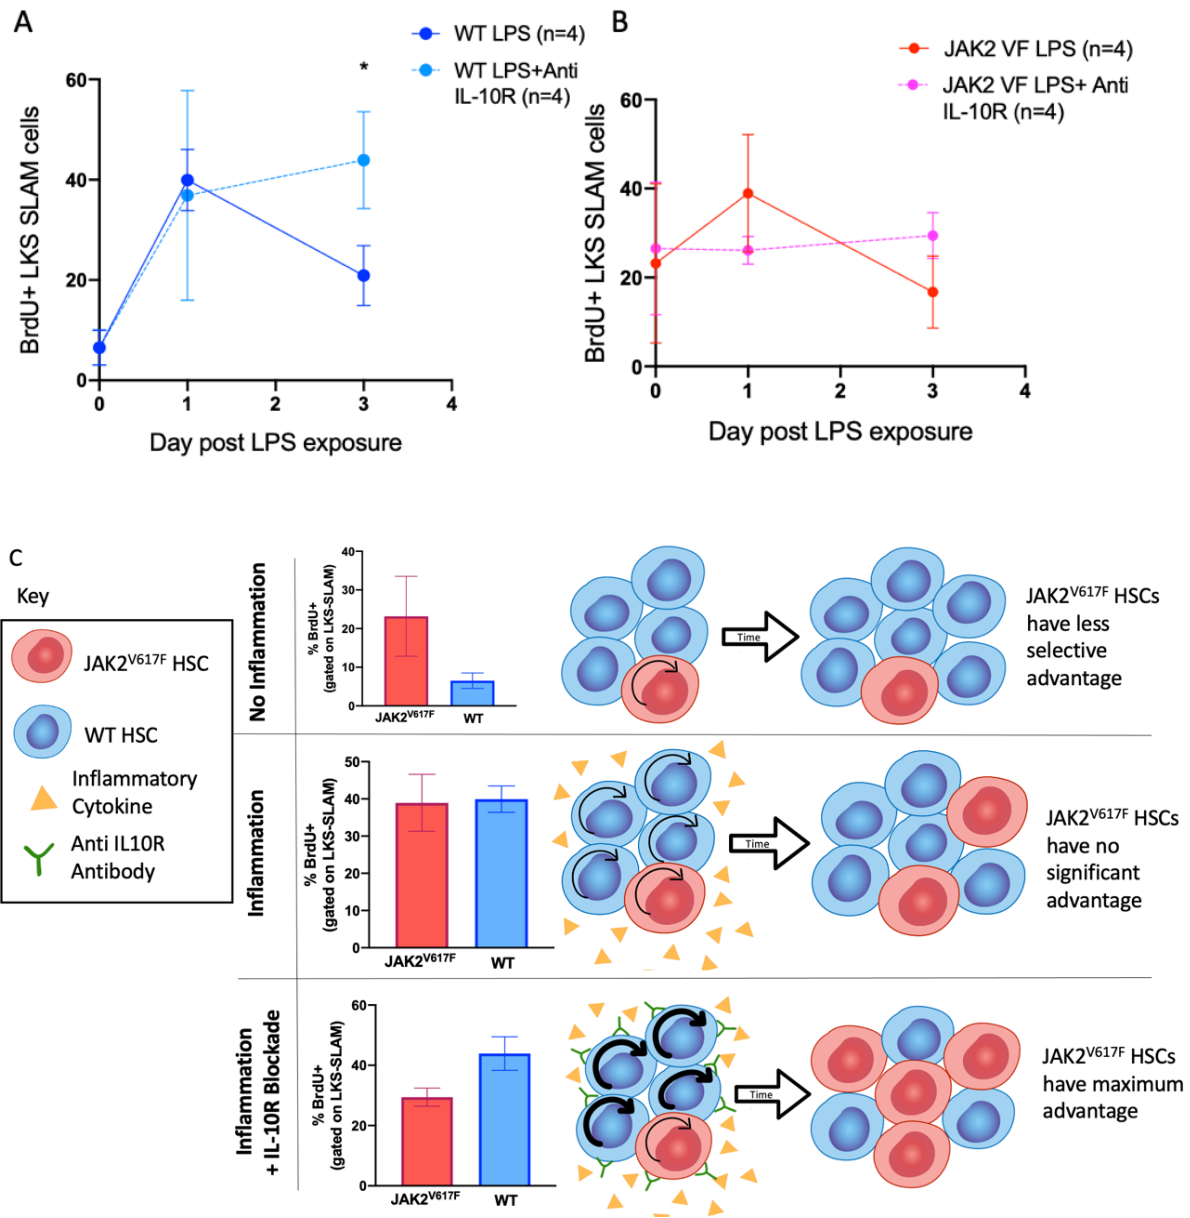 A
WT LPS (n=4)
WT LPS+Anti
IL-10R (n=4)
*
BrdU+ LKS SLAM cells
60
40
20
0
0 1 2 3 4
Day post LPS exposure
B
JAK2 VF LPS (n=4)
JAK2 VF LPS+ Anti
IL-10R (n=4)
BrdU+ LKS SLAM cells
60
40
20
0
0 1 2 3 4
Day post LPS exposure
C
Key
JAK2V617F HSC
WT HSC
Inflammatory
Cytokine
Anti IL10R
Antibody
No Inflammation
% BrdU+
(gated on LKS-SLAM)
40
30
20
10
0
JAK2V617F WT
Time
JAK2V617F HSCs
have less
selective
advantage
Inflammation
% BrdU+
(gated on LKS-SLAM)
50
40
30
20
10
0
JAK2V617F WT
Time
JAK2V617F HSCs
have no
significant
advantage
Inflammation
+ IL-10R Blockade
% BrdU+
(gated on LKS-SLAM)
60
40
20
0
JAK2V617F WT
Time
JAK2V617F HSCs
have maximum
advantage